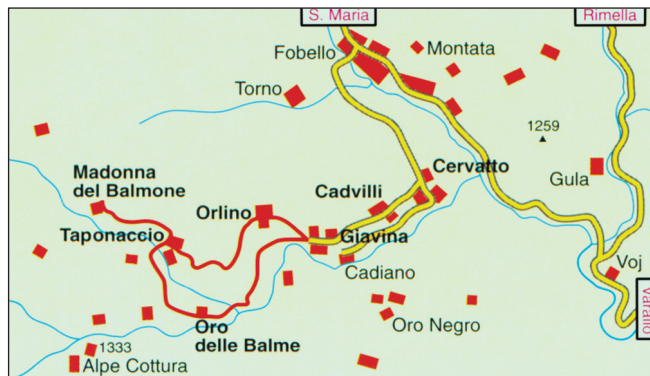 S. Maria
Rimella
Fobello
Montata
Torno
1259
Madonna
del Balmone
Cervatto
Gula
Cadvilli
Orlino
Taponaccio
Giavina
Cadiano
Voj
Varallo
Oro Negro
Oro
delle Balme
1333
Alpe Cottura